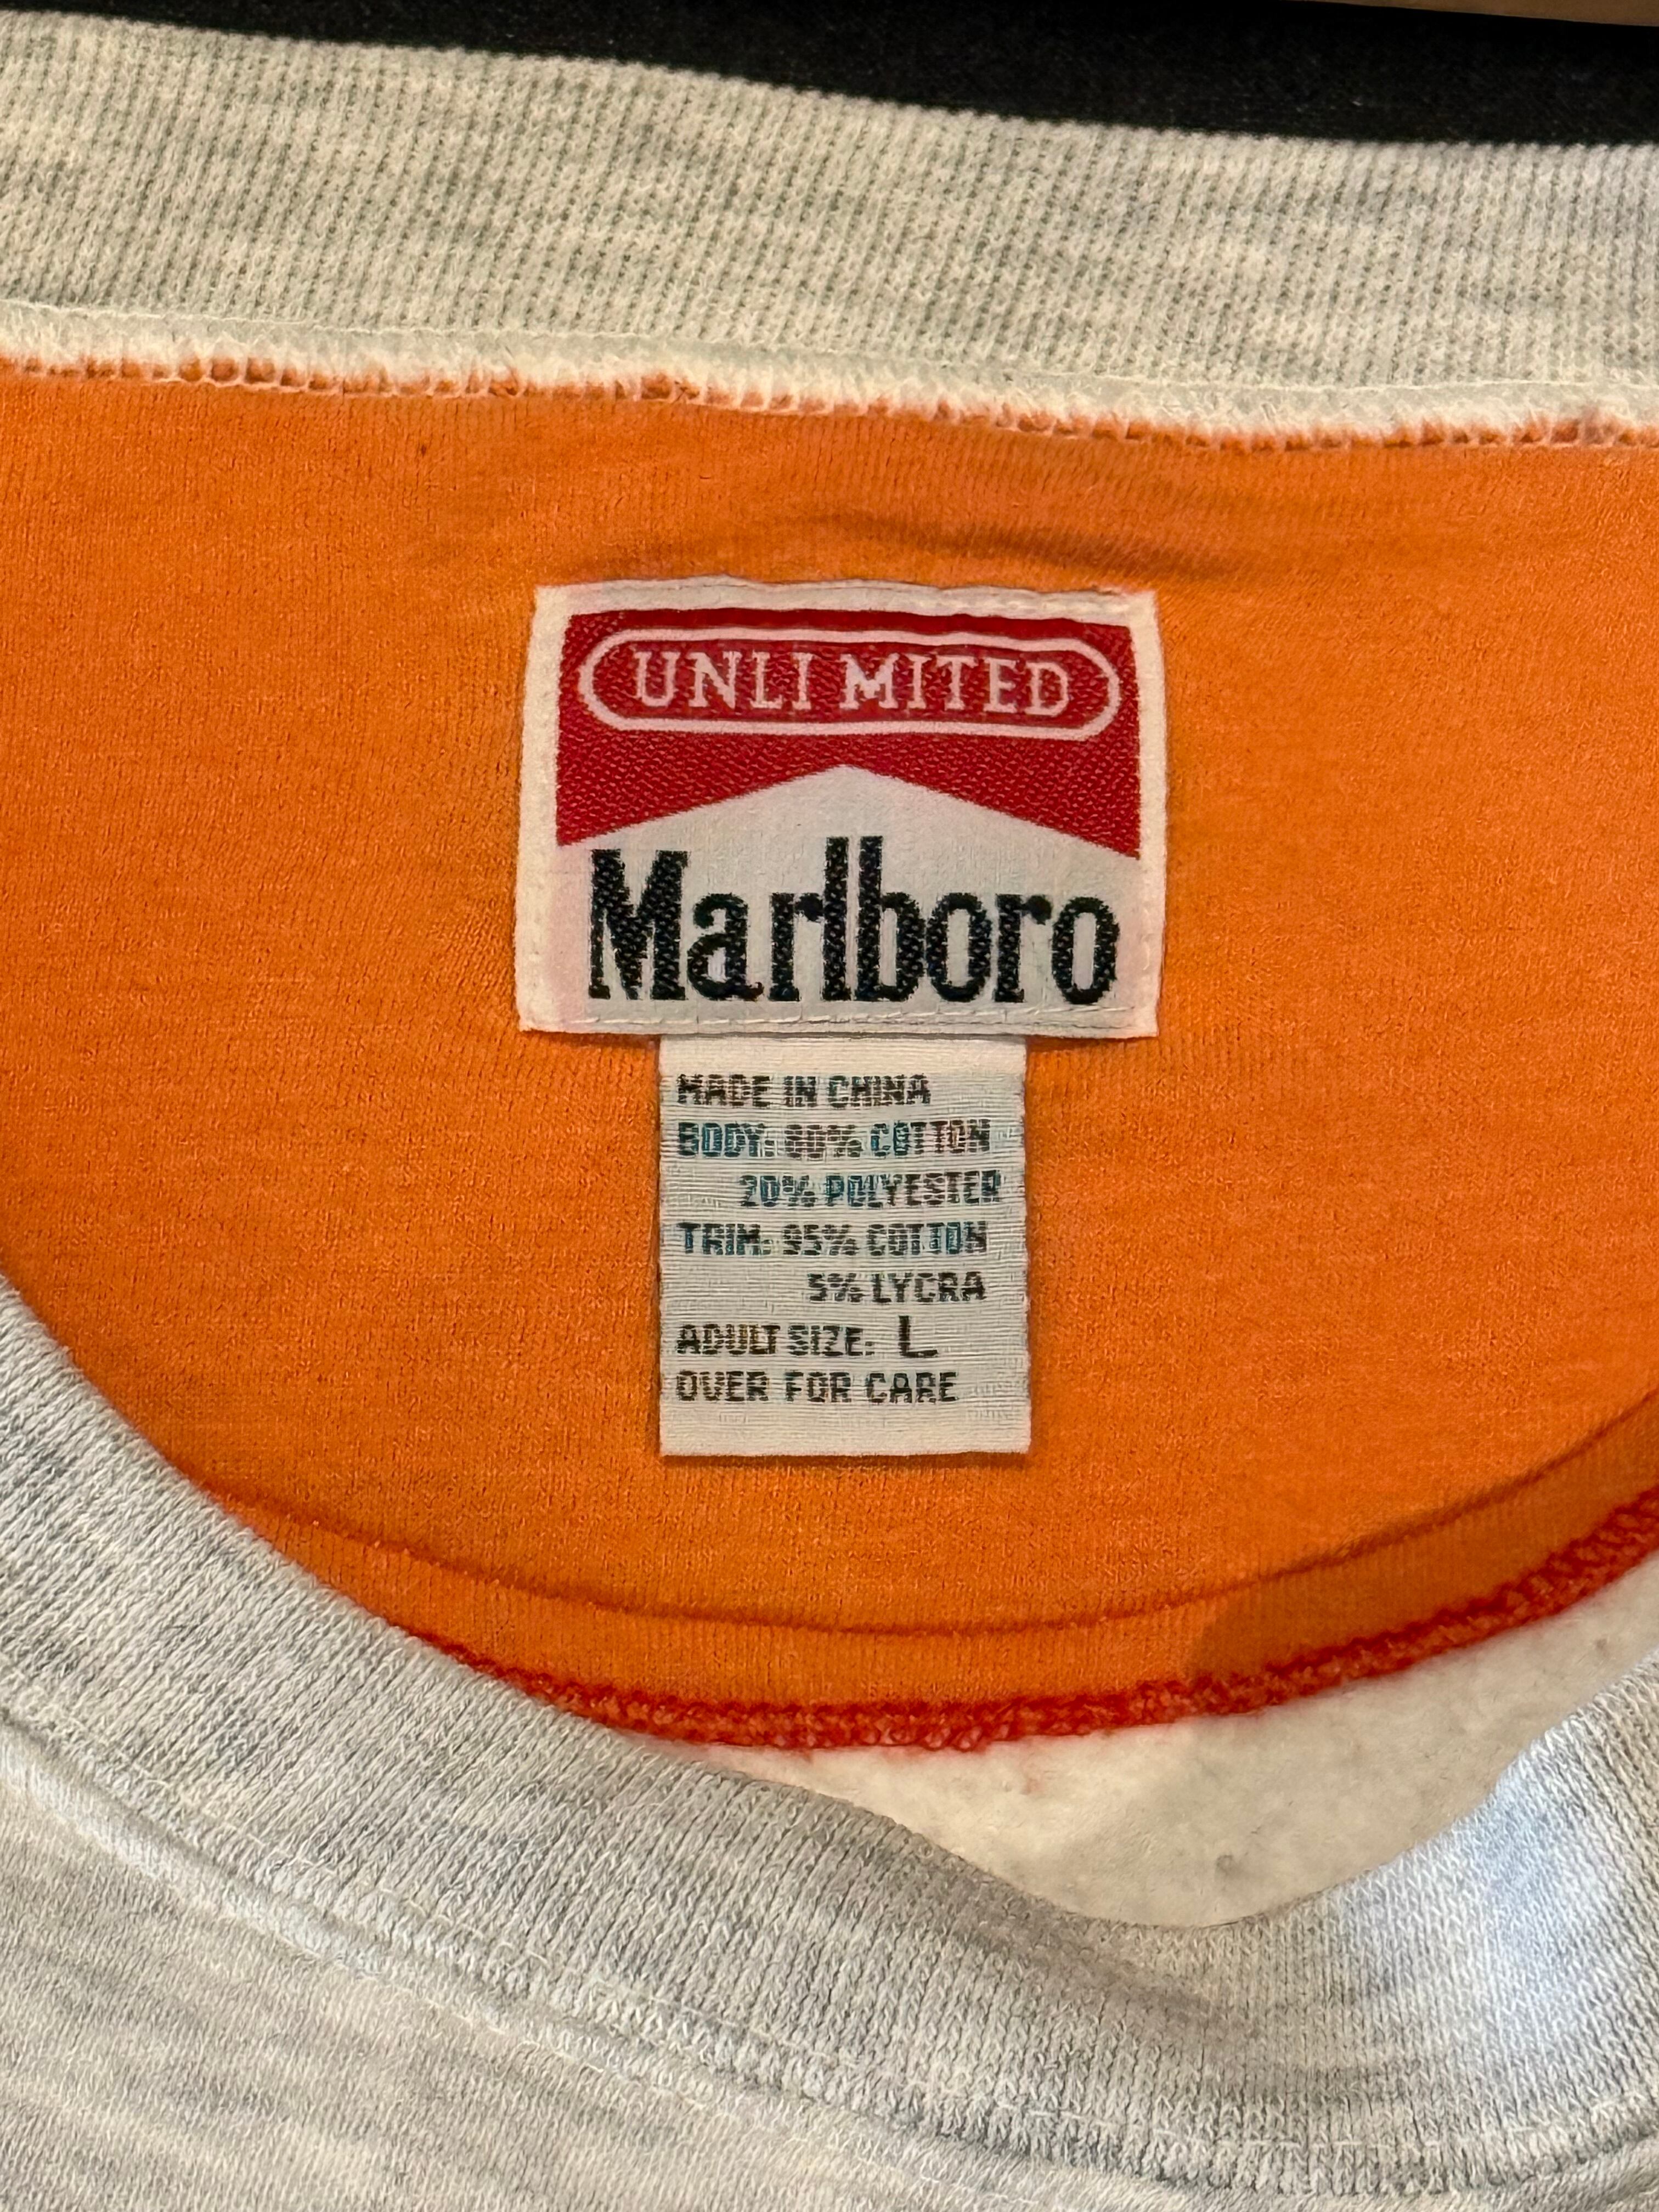 UNLIMITED
Marlboro
MADE IN CHINA
BODY: 80% COTTON
20% POLYESTER
TRIM: 95% COTTON
5% LYCRA
ADULT SIZE: L
OVER FOR CARE